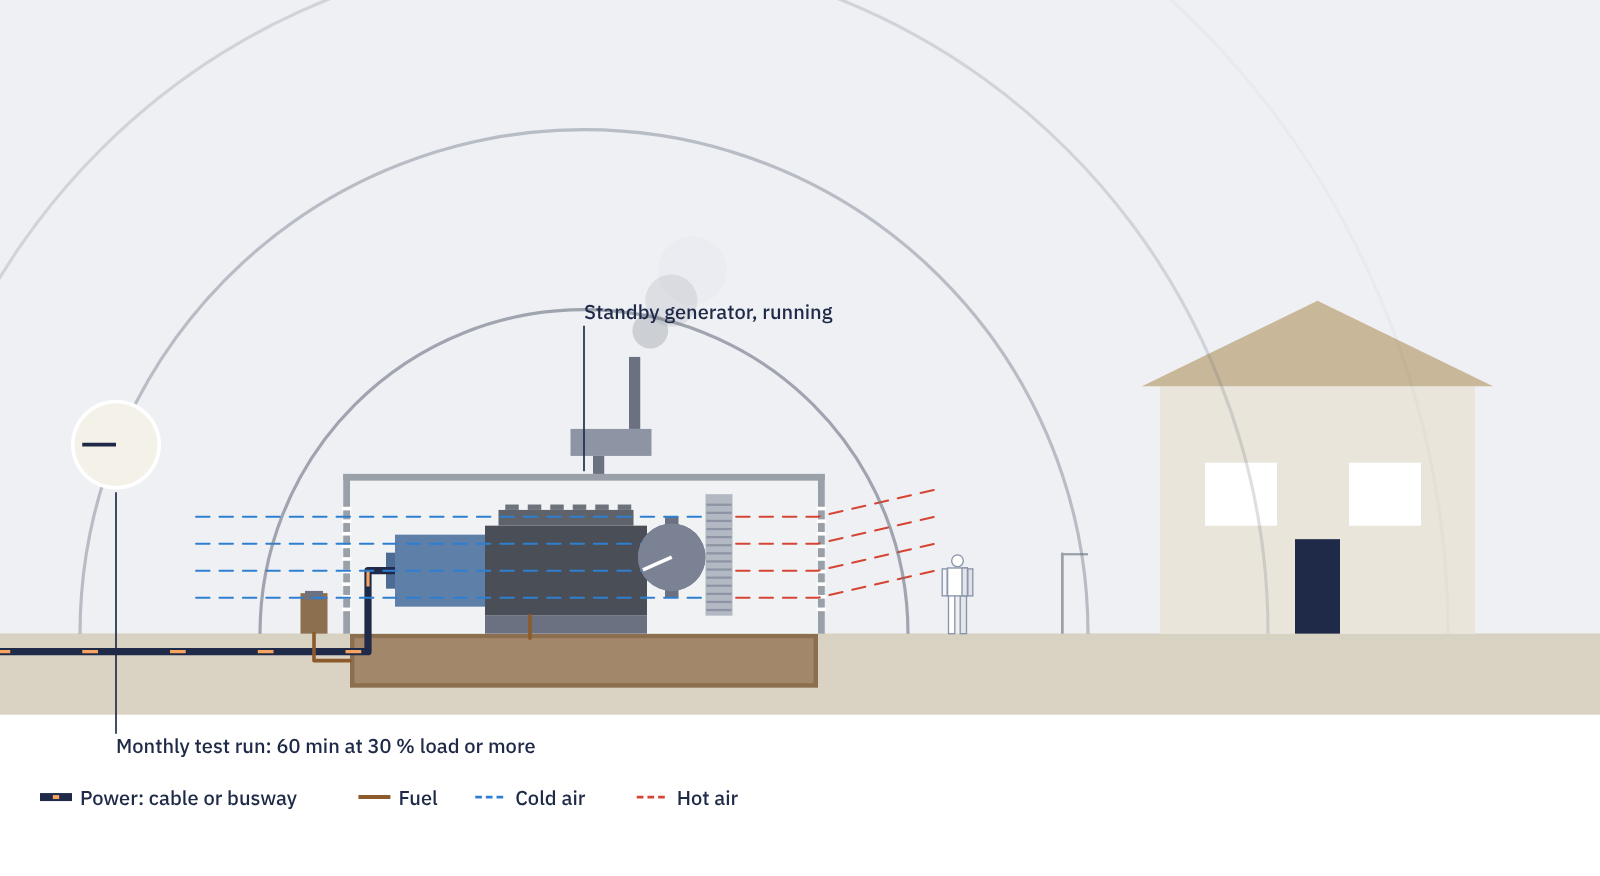 Standby generator, running
Monthly test run: 60 min at 30 % load or more
Power: cable or busway
Fuel
Cold air
Hot air